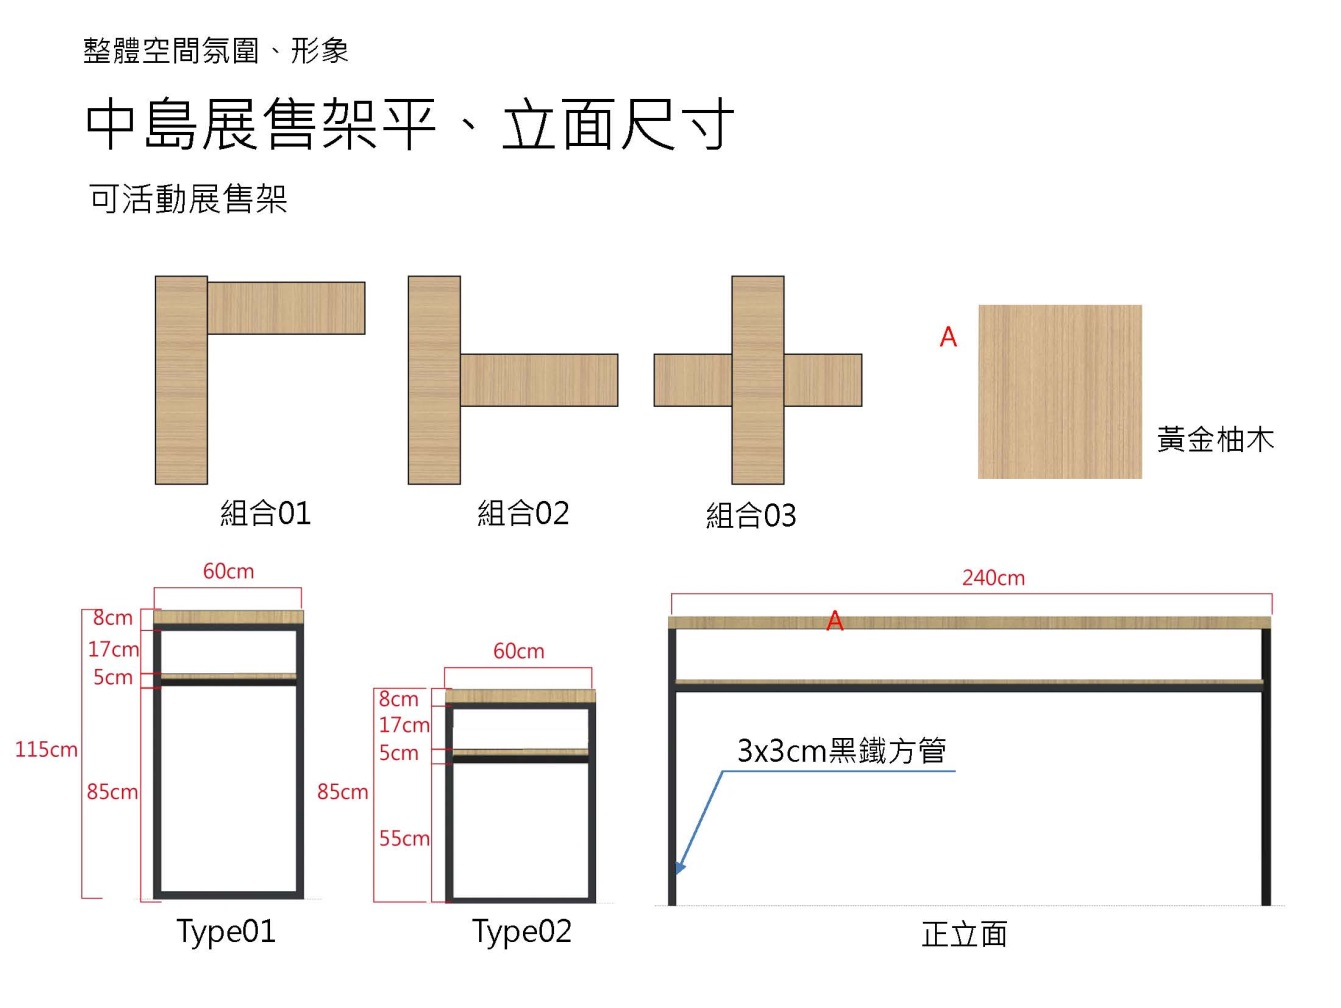 整體空間氛圍、形象
中島展售架平、立面尺寸
可活動展售架
A
黃金柚木
組合01
組合02
組合03
60cm
8cm
17cm
5cm
115cm
85cm
Type01
60cm
8cm
17cm
5cm
85cm
55cm
Type02
240cm
A
3x3cm黑鐵方管
正立面